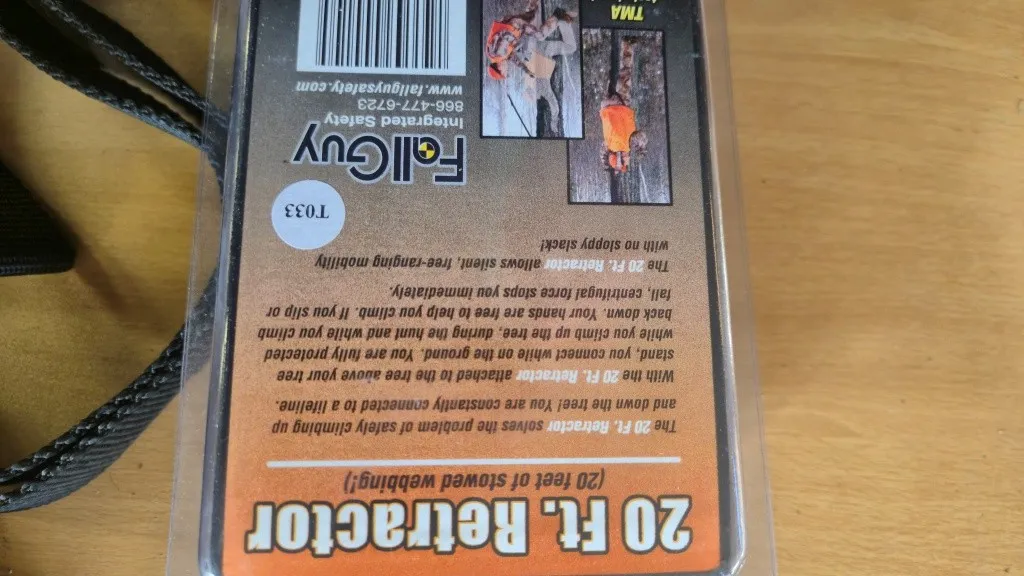 20 Ft. Retractor
(20 feet of stowed webbing!)
The 20 Ft. Retractor solves the problem of safely climbing up
and down the tree! You are constantly connected to a lifeline.
With the 20 Ft. Retractor attached to the tree above your tree
stand, you connect while on the ground. You are fully protected
while you climb up the tree, during the hunt and while you climb
back down. Your hands are free to help you climb. If you slip or
fall, centrifugal force stops you immediately.
The 20 Ft. Retractor allows silent, free-ranging mobility
with no sloppy slack!
T033
FallGuy™
Integrated Safety
866-477-6723
www.fallguysafety.com
TMA